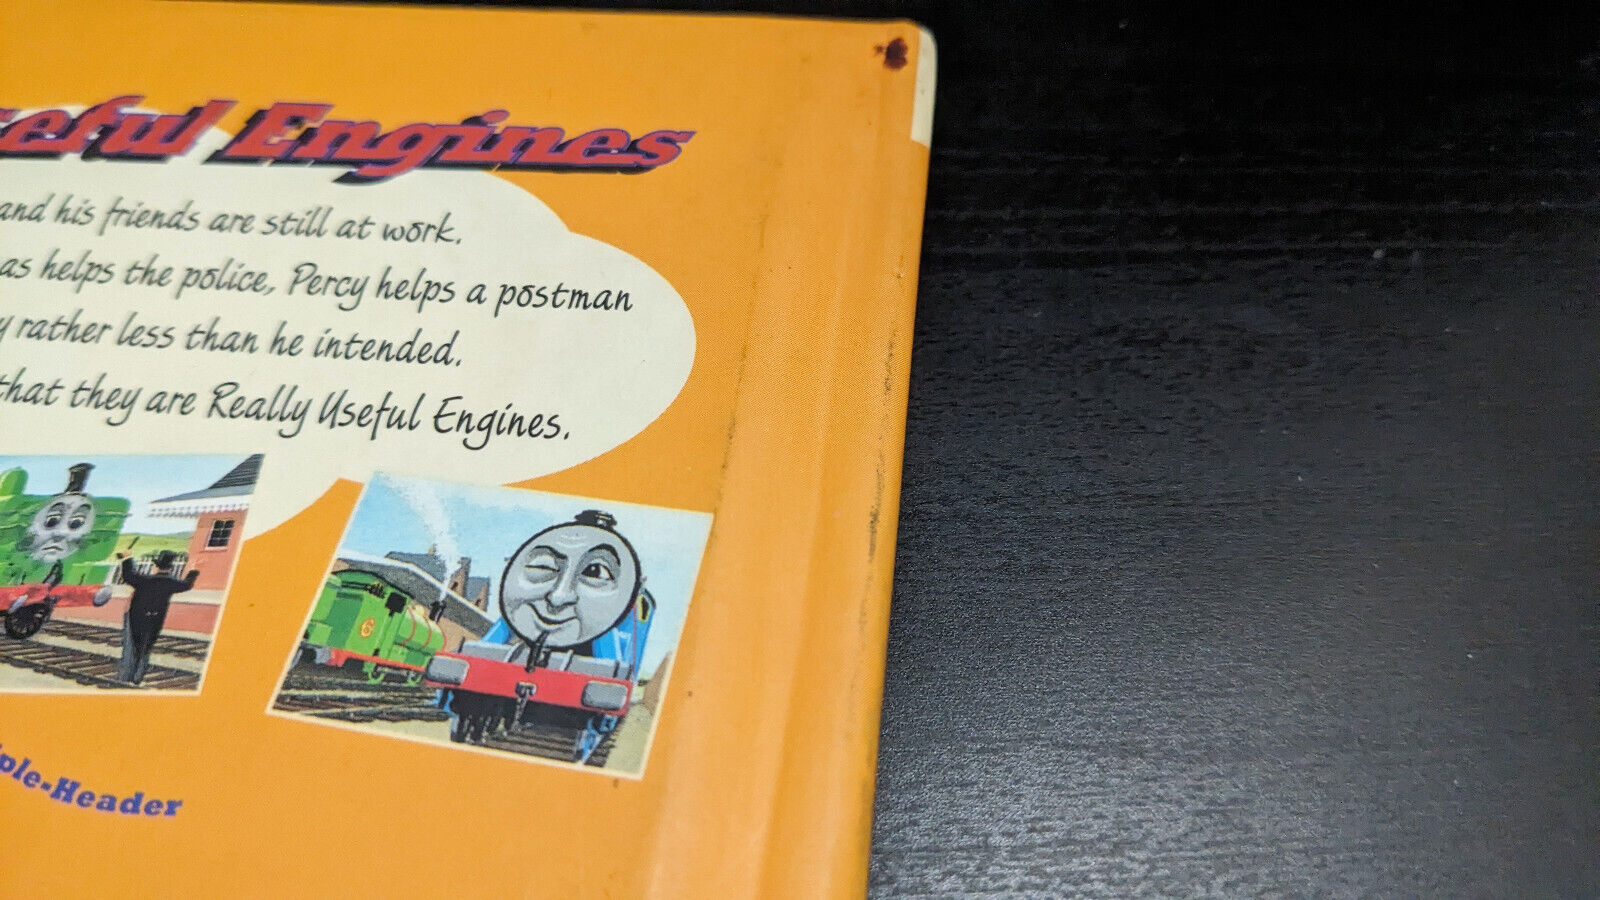 seful Engines
and his friends are still at work.
as helps the police, Percy helps a postman
y rather less than he intended.
that they are Really Useful Engines.
6
ple-Header